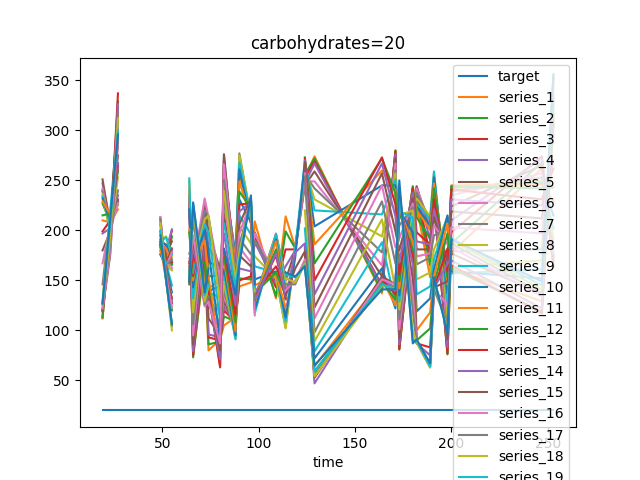 carbohydrates=20
350
300
250
200
150
100
50
50
100
150
200
250
time
target
series_1
series_2
series_3
series_4
series_5
series_6
series_7
series_8
series_9
series_10
series_11
series_12
series_13
series_14
series_15
series_16
series_17
series_18
series_19